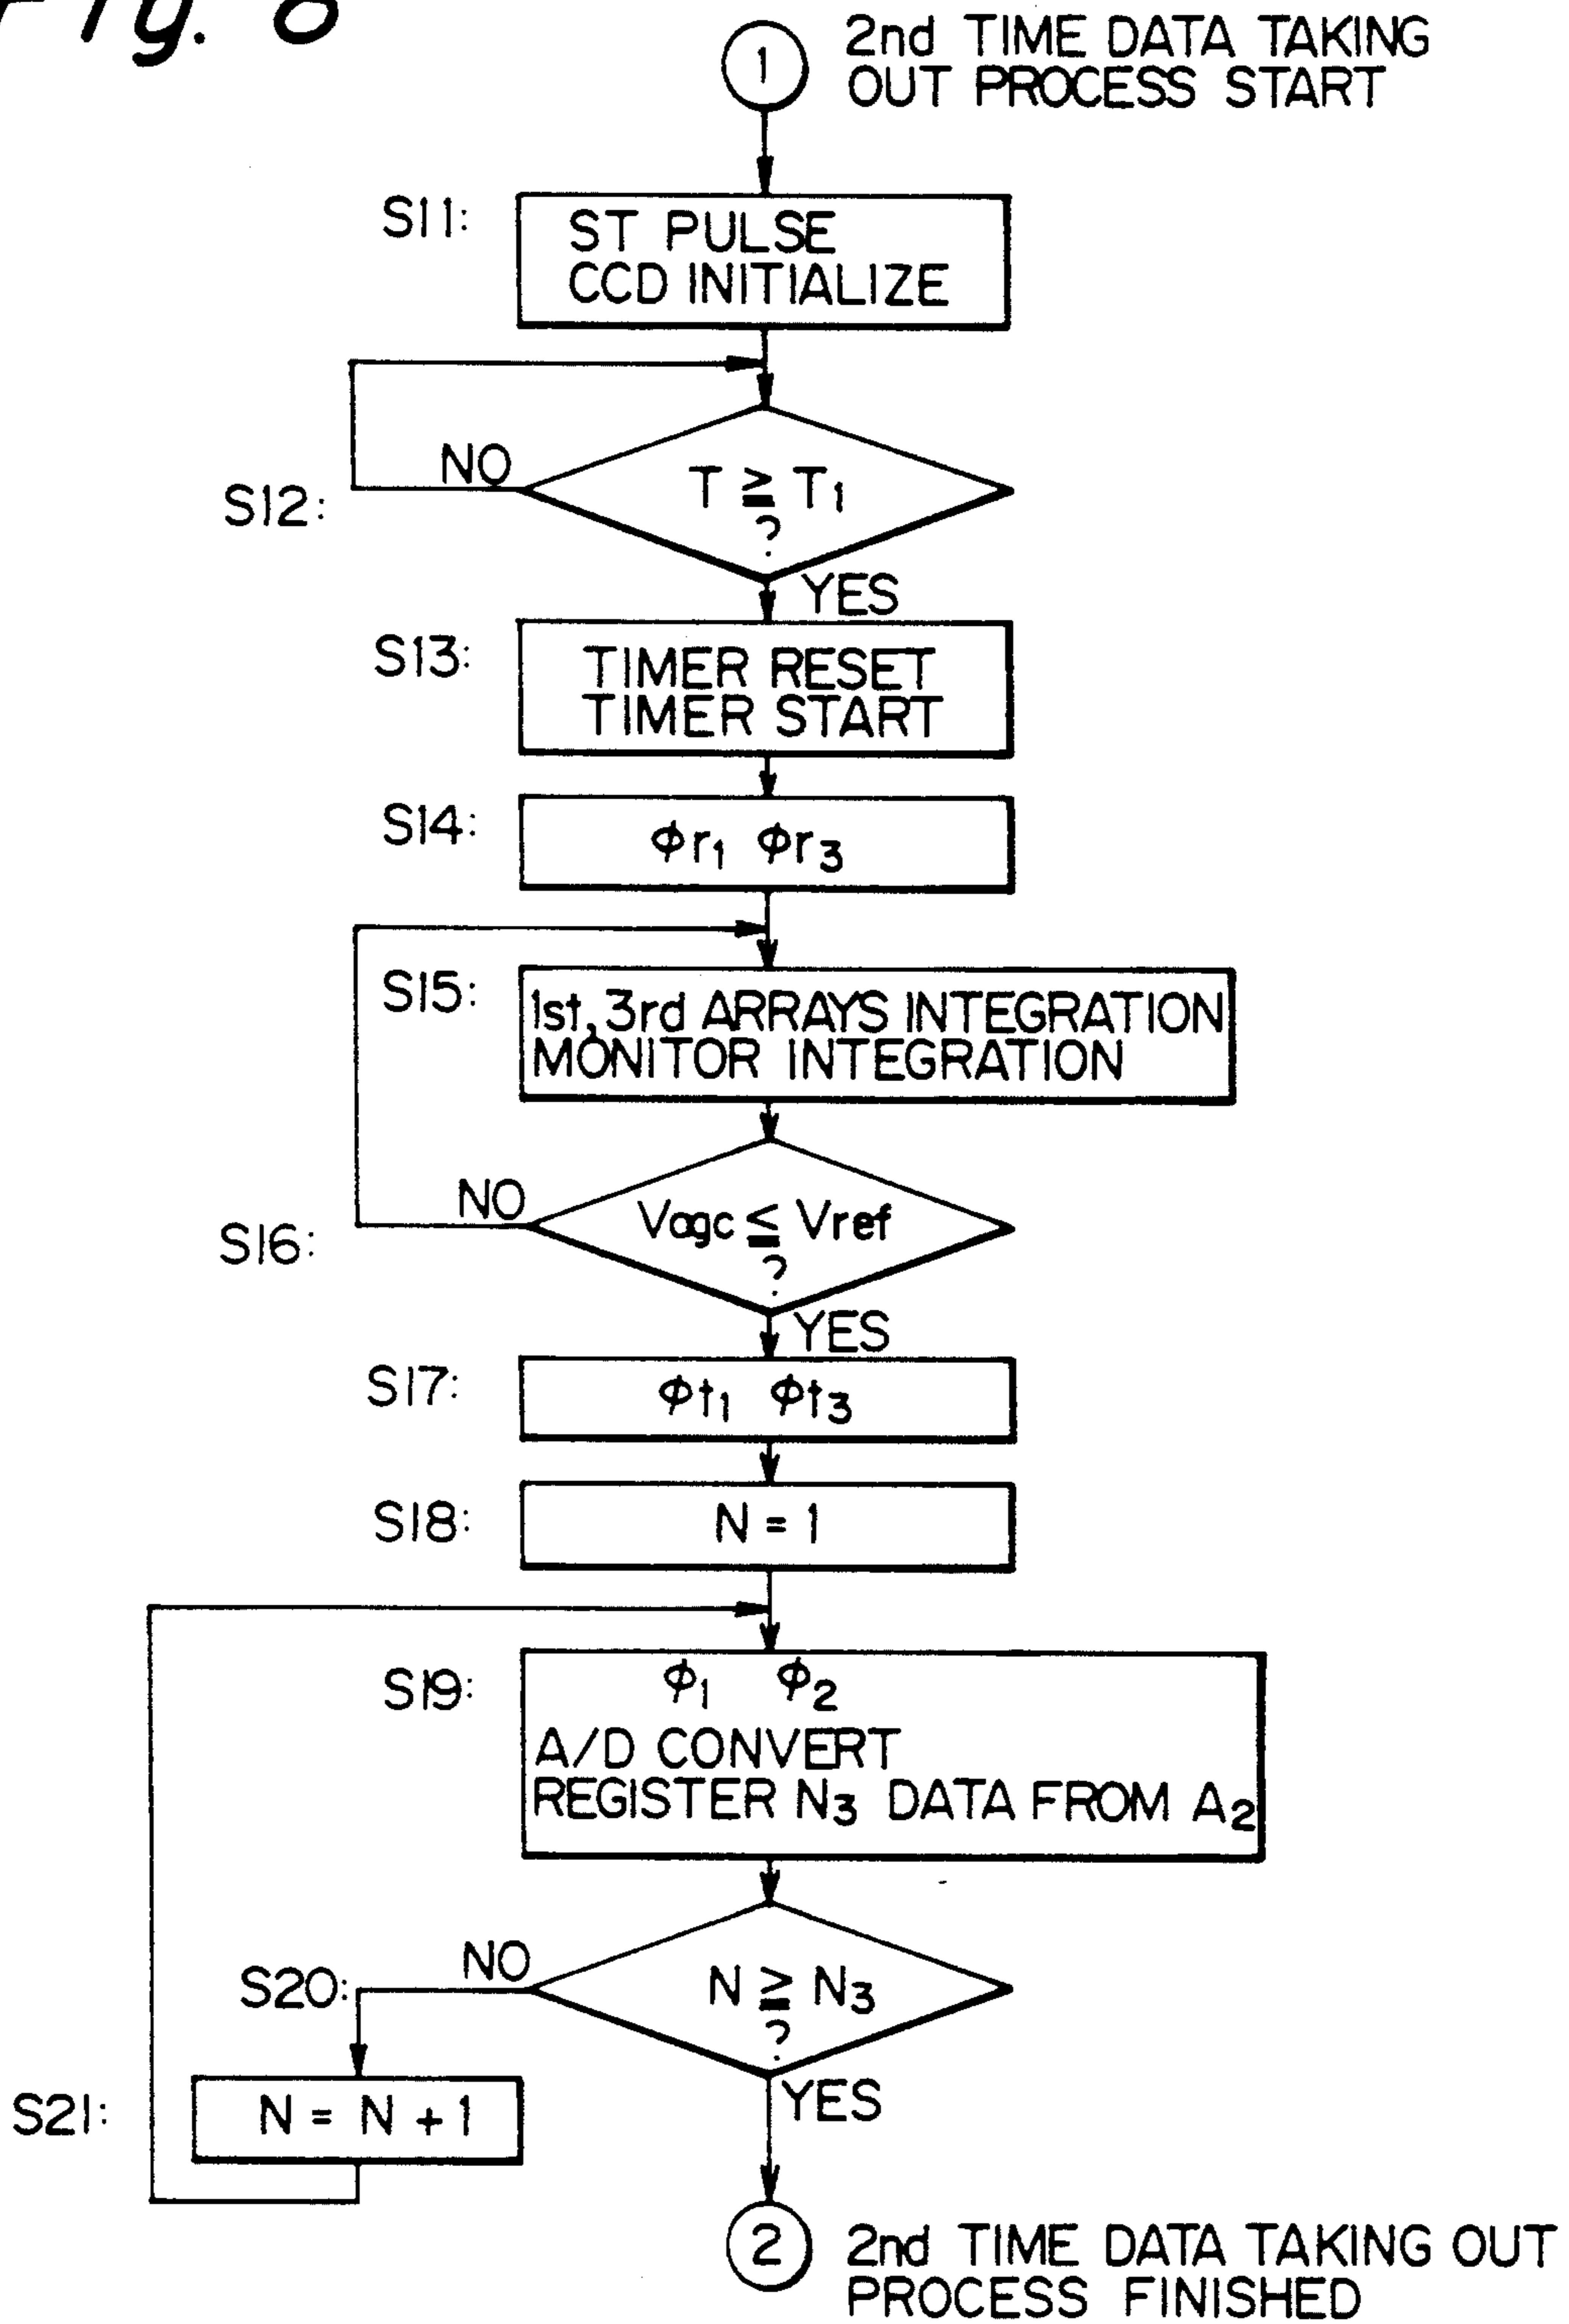 Fig. 8
1
2nd TIME DATA TAKING
OUT PROCESS START
S11:
ST PULSE
CCD INITIALIZE
NO
S12:
T ≧ T₁
?
YES
S13:
TIMER RESET
TIMER START
S14:
ϕr₁ ϕr₃
S15:
1st, 3rd ARRAYS INTEGRATION
MONITOR INTEGRATION
NO
S16:
Vagc ≦ Vref
?
YES
S17:
ϕt₁ ϕt₃
S18:
N = 1
S19:
ϕ₁ ϕ₂
A/D CONVERT
REGISTER N₃ DATA FROM A₂
NO
S20:
N ≧ N₃
?
YES
S21:
N = N + 1
2
2nd TIME DATA TAKING OUT
PROCESS FINISHED